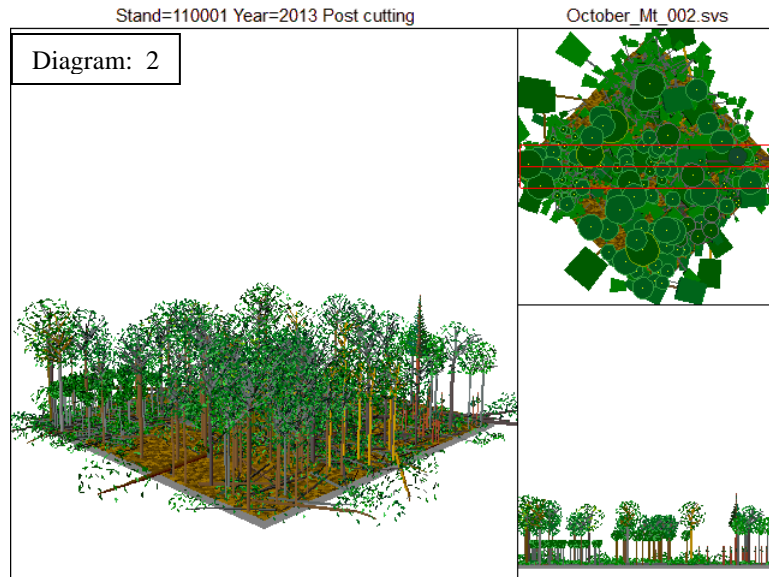 Stand=110001 Year=2013 Post cutting
October_Mt_002.svs
Diagram: 2